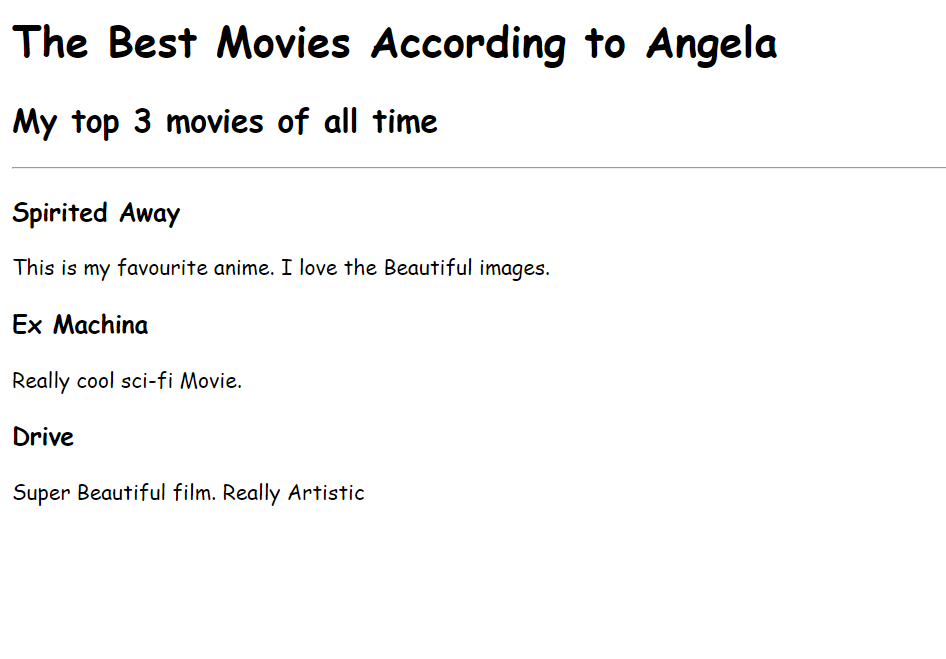 The Best Movies According to Angela
My top 3 movies of all time
Spirited Away
This is my favourite anime. I love the Beautiful images.
Ex Machina
Really cool sci-fi Movie.
Drive
Super Beautiful film. Really Artistic